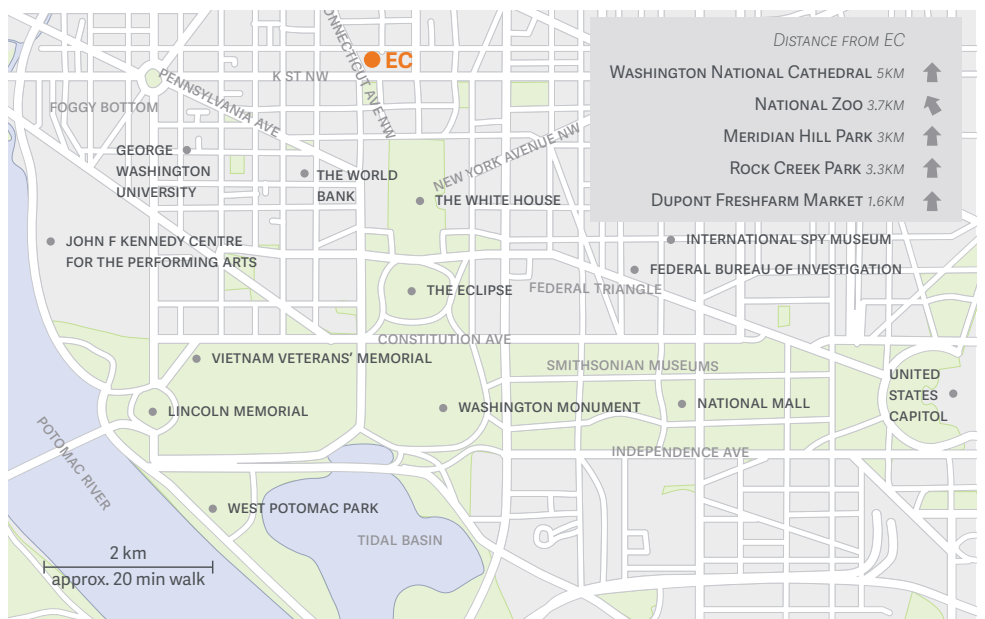 CONNECTICUT AVE NW
EC
K ST NW
PENNSYLVANIA AVE
FOGGY BOTTOM
DISTANCE FROM EC
WASHINGTON NATIONAL CATHEDRAL 5KM
NATIONAL ZOO 3.7KM
MERIDIAN HILL PARK 3KM
ROCK CREEK PARK 3.3KM
DUPONT FRESHFARM MARKET 1.6KM
NEW YORK AVENUE NW
GEORGE
WASHINGTON
UNIVERSITY
THE WORLD
BANK
THE WHITE HOUSE
JOHN F KENNEDY CENTRE
FOR THE PERFORMING ARTS
INTERNATIONAL SPY MUSEUM
FEDERAL BUREAU OF INVESTIGATION
THE ECLIPSE
FEDERAL TRIANGLE
CONSTITUTION AVE
VIETNAM VETERANS' MEMORIAL
SMITHSONIAN MUSEUMS
UNITED
STATES
CAPITOL
LINCOLN MEMORIAL
WASHINGTON MONUMENT
NATIONAL MALL
INDEPENDENCE AVE
POTOMAC RIVER
WEST POTOMAC PARK
TIDAL BASIN
2 km
approx. 20 min walk